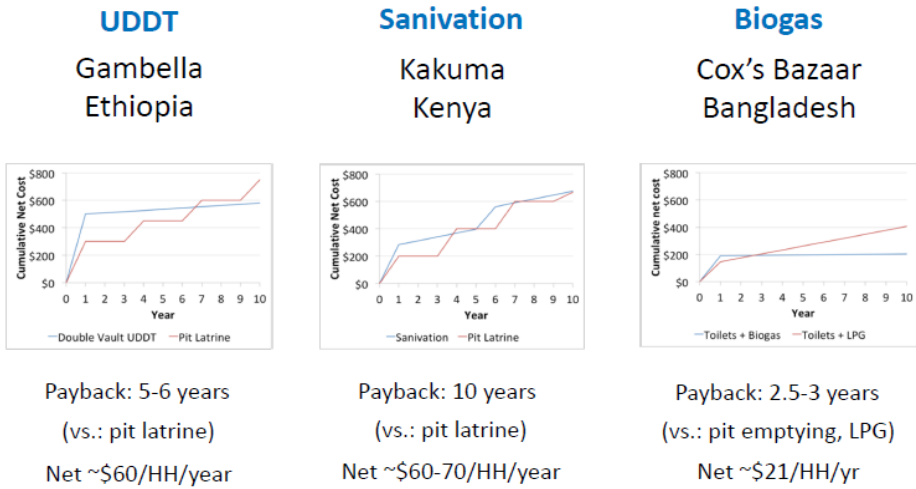 UDDT
Gambella
Ethiopia
$800
$600
$400
$200
$0
Cumulative Net Cost
0 1 2 3 4 5 6 7 8 9 10
Year
Double Vault UDDT Pit Latrine
Payback: 5-6 years
(vs.: pit latrine)
Net ~$60/HH/year
Sanivation
Kakuma
Kenya
$800
$600
$400
$200
$0
Cumulative Net Cost
0 1 2 3 4 5 6 7 8 9 10
Year
Sanivation Pit Latrine
Payback: 10 years
(vs.: pit latrine)
Net ~$60-70/HH/year
Biogas
Cox's Bazaar
Bangladesh
$800
$600
$400
$200
$0
Cumulative net cost
0 1 2 3 4 5 6 7 8 9 10
Year
Toilets + Biogas Toilets + LPG
Payback: 2.5-3 years
(vs.: pit emptying, LPG)
Net ~$21/HH/yr